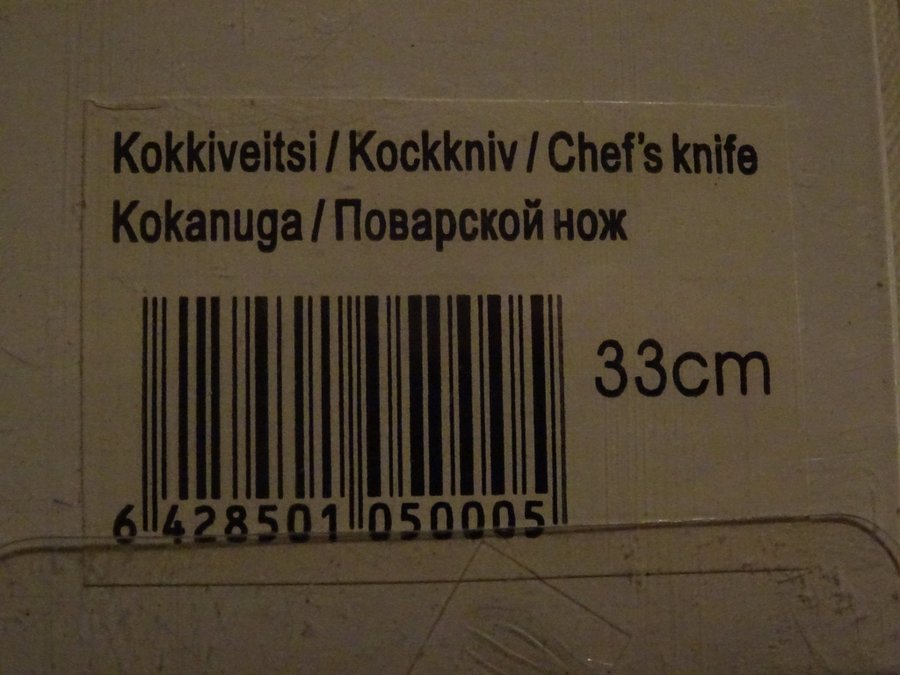 Kokkiveitsi / Kockkniv / Chef's knife
Kokanuga / Поварской нож
33cm
6 428501 050005